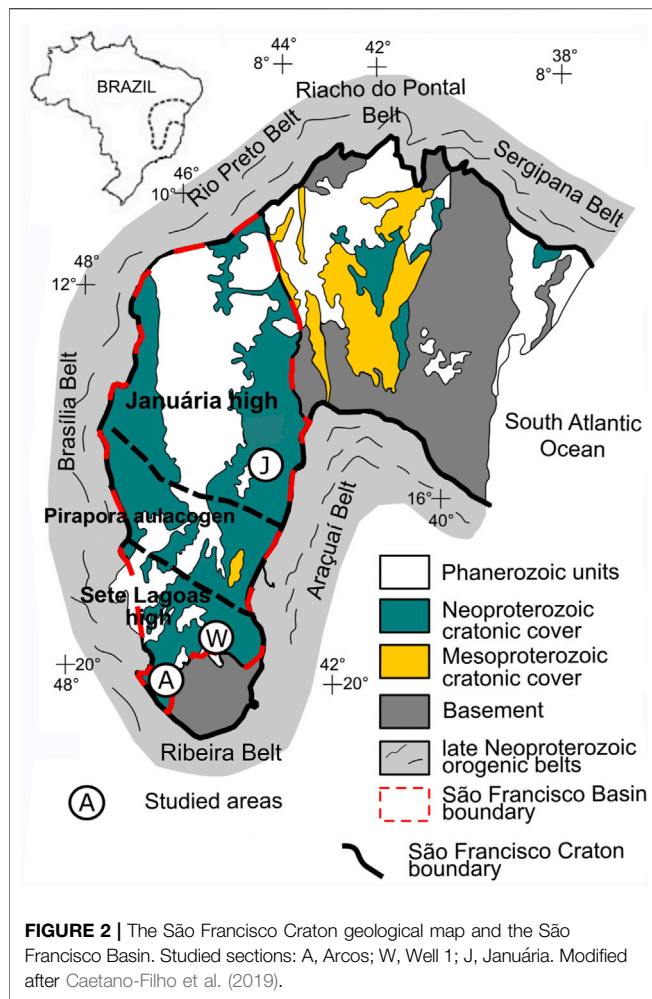 BRAZIL
44°
8°
42°
38°
8°
Riacho do Pontal
Belt
Rio Preto Belt
Sergipana Belt
46°
10°
48°
12°
Brasília Belt
Januária high
J
South Atlantic
Ocean
16°
40°
Pirapora aulacogen
Araçuaí Belt
Sete Lagoas
high
W
20°
48°
A
42°
20°
Ribeira Belt
Phanerozoic units
Neoproterozoic
cratonic cover
Mesoproterozoic
cratonic cover
Basement
late Neoproterozoic
orogenic belts
São Francisco Basin
boundary
São Francisco Craton
boundary
A Studied areas
FIGURE 2 | The São Francisco Craton geological map and the São
Francisco Basin. Studied sections: A, Arcos; W, Well 1; J, Januária. Modified
after Caetano-Filho et al. (2019).